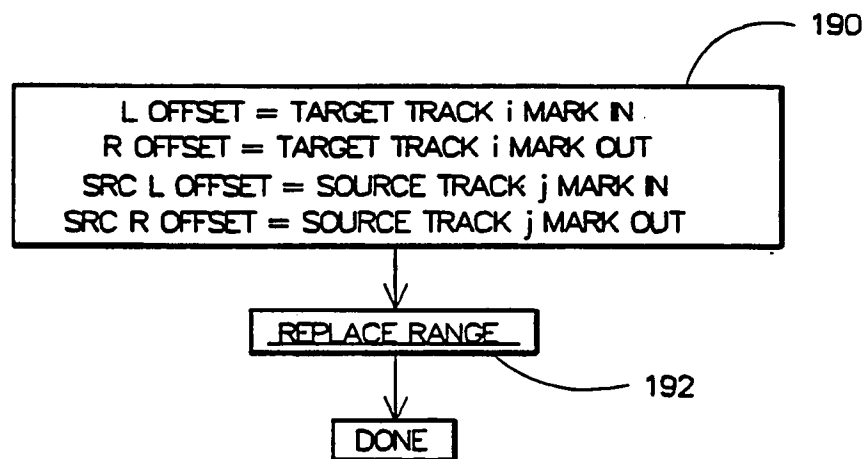 190
L OFFSET = TARGET TRACK i MARK IN
R OFFSET = TARGET TRACK i MARK OUT
SRC L OFFSET = SOURCE TRACK j MARK IN
SRC R OFFSET = SOURCE TRACK j MARK OUT
REPLACE RANGE
192
DONE